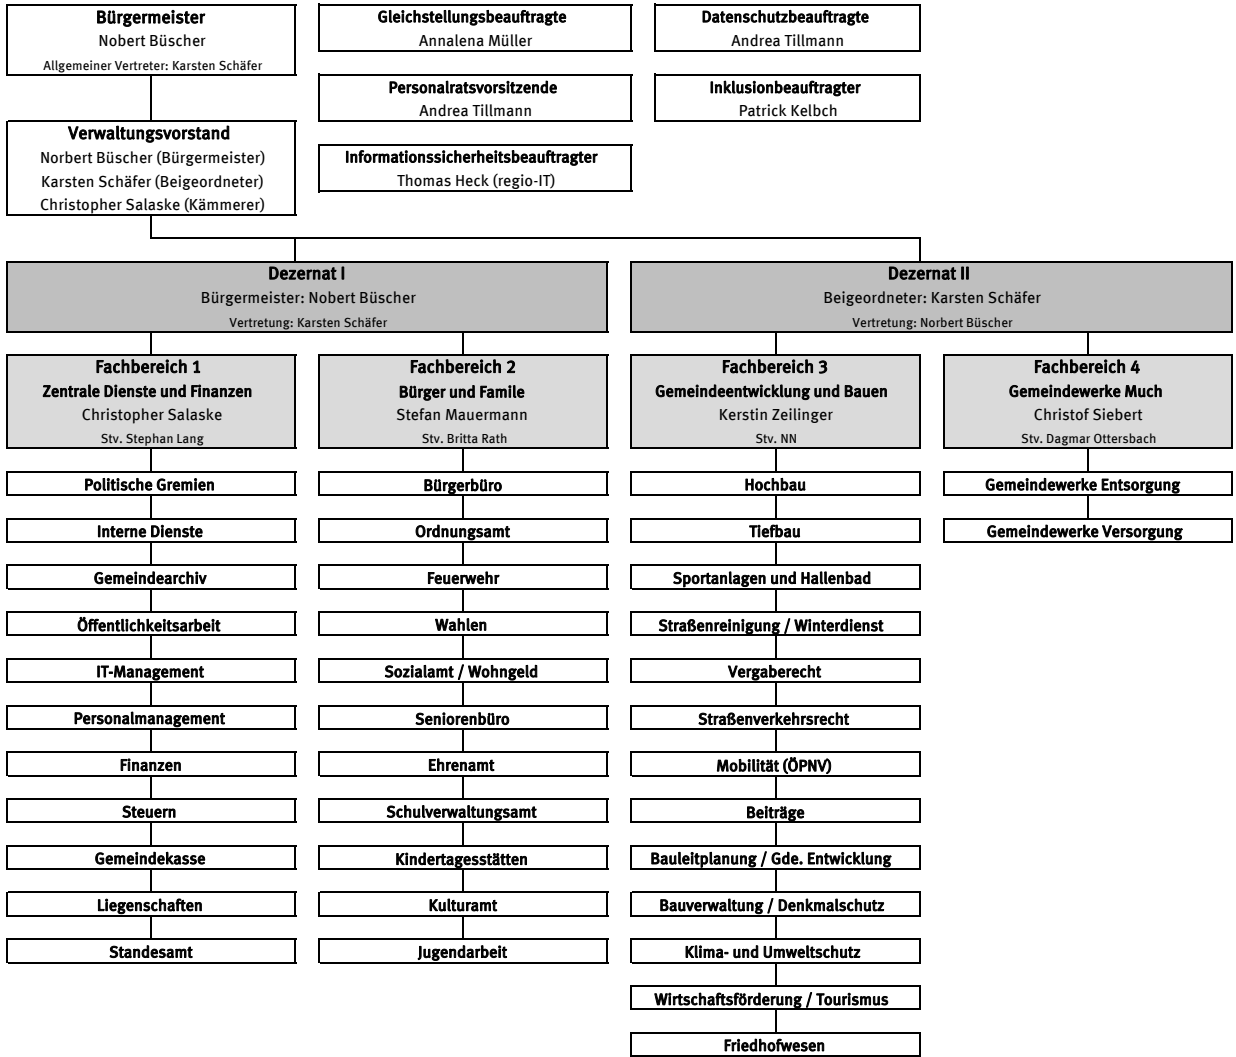 Bürgermeister
Nobert Büscher
Allgemeiner Vertreter: Karsten Schäfer
Gleichstellungsbeauftragte
Annalena Müller
Datenschutzbeauftragte
Andrea Tillmann
Personalratsvorsitzende
Andrea Tillmann
Inklusionbeauftragter
Patrick Kelbch
Verwaltungsvorstand
Norbert Büscher (Bürgermeister)
Karsten Schäfer (Beigeordneter)
Christopher Salaske (Kämmerer)
Informationssicherheitsbeauftragter
Thomas Heck (regio-IT)
Dezernat I
Bürgermeister: Nobert Büscher
Vertretung: Karsten Schäfer
Dezernat II
Beigeordneter: Karsten Schäfer
Vertretung: Norbert Büscher
Fachbereich 1
Zentrale Dienste und Finanzen
Christopher Salaske
Stv. Stephan Lang
Politische Gremien
Interne Dienste
Gemeindearchiv
Öffentlichkeitsarbeit
IT-Management
Personalmanagement
Finanzen
Steuern
Gemeindekasse
Liegenschaften
Standesamt
Fachbereich 2
Bürger und Famile
Stefan Mauermann
Stv. Britta Rath
Bürgerbüro
Ordnungsamt
Feuerwehr
Wahlen
Sozialamt / Wohngeld
Seniorenbüro
Ehrenamt
Schulverwaltungsamt
Kindertagesstätten
Kulturamt
Jugendarbeit
Fachbereich 3
Gemeindeentwicklung und Bauen
Kerstin Zeilinger
Stv. NN
Hochbau
Tiefbau
Sportanlagen und Hallenbad
Straßenreinigung / Winterdienst
Vergaberecht
Straßenverkehrsrecht
Mobilität (ÖPNV)
Beiträge
Bauleitplanung / Gde. Entwicklung
Bauverwaltung / Denkmalschutz
Klima- und Umweltschutz
Wirtschaftsförderung / Tourismus
Friedhofwesen
Fachbereich 4
Gemeindewerke Much
Christof Siebert
Stv. Dagmar Ottersbach
Gemeindewerke Entsorgung
Gemeindewerke Versorgung